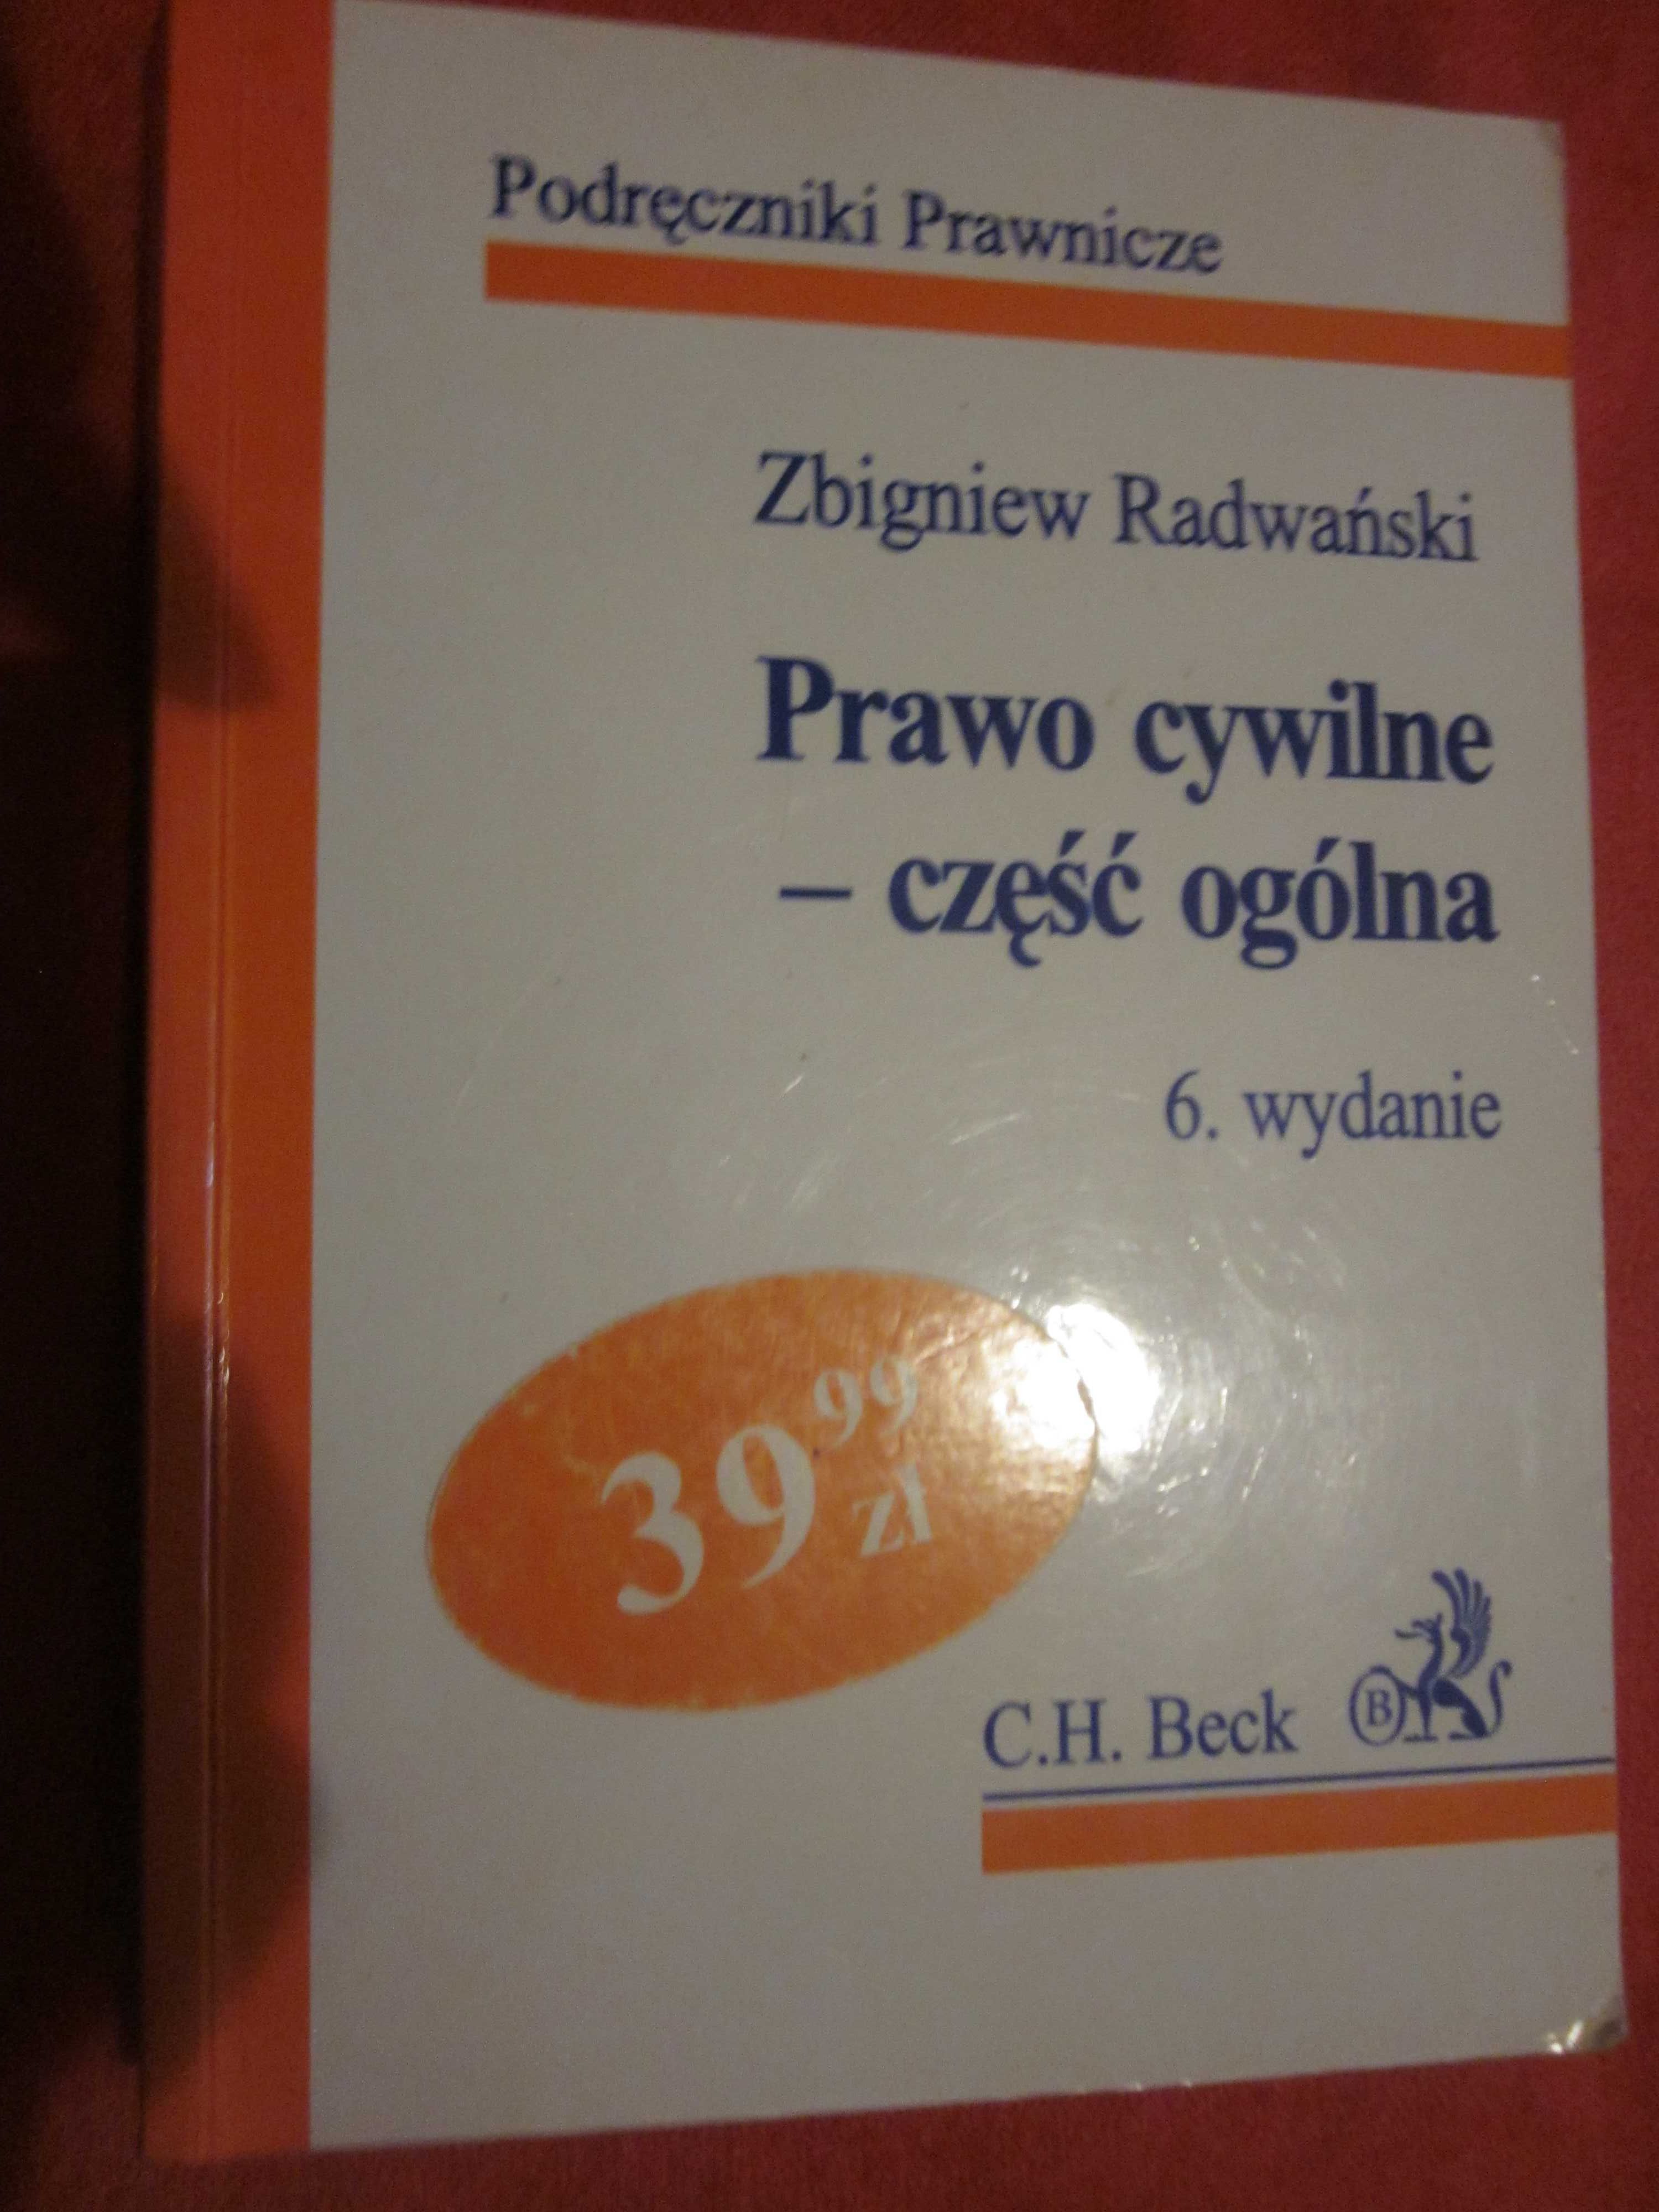 Podręczniki Prawnicze
Zbigniew Radwański
Prawo cywilne
– część ogólna
6. wydanie
39 99 zł
C.H. Beck
B